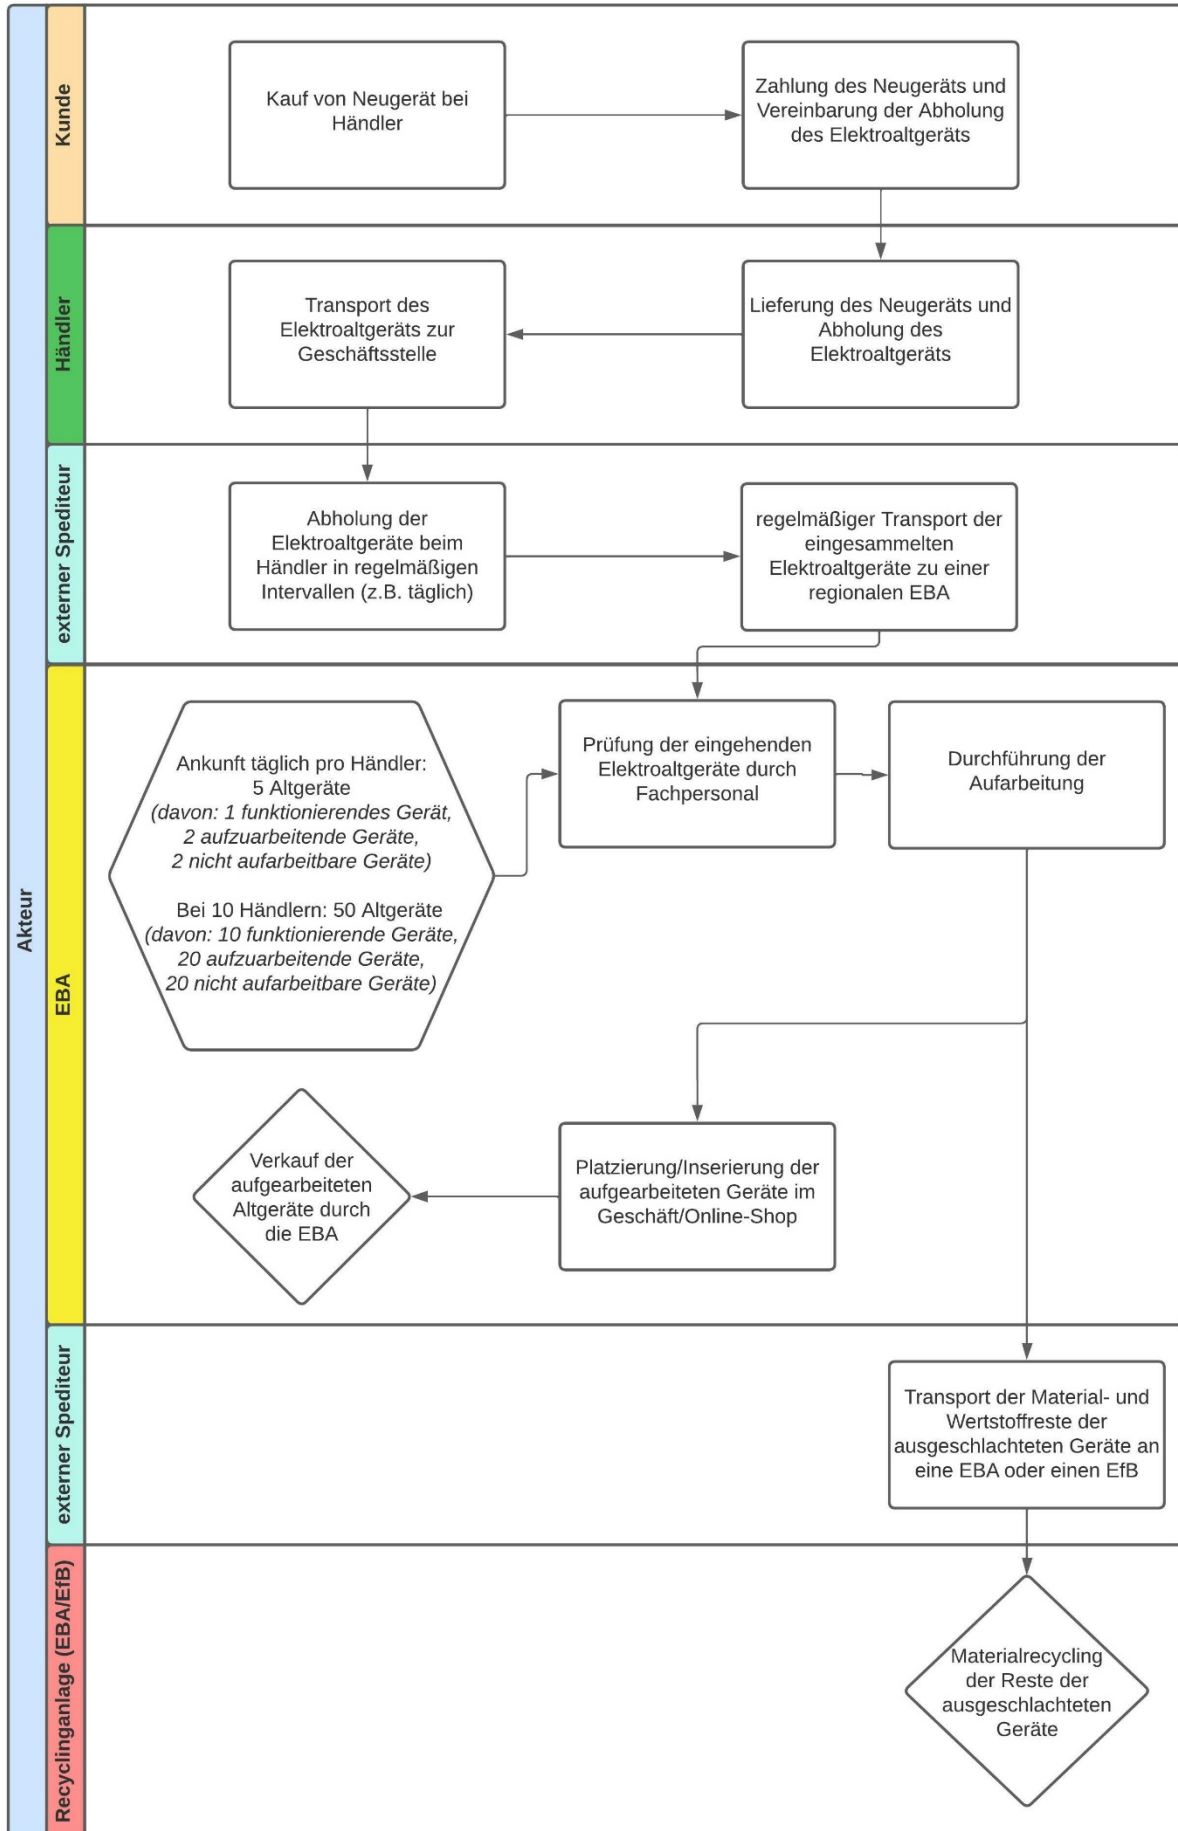 Akteur
Kunde
Kauf von Neugerät bei
Händler
Zahlung des Neugeräts und
Vereinbarung der Abholung
des Elektroaltgeräts
Händler
Transport des
Elektroaltgeräts zur
Geschäftsstelle
Lieferung des Neugeräts und
Abholung des
Elektroaltgeräts
externer Spediteur
Abholung der
Elektroaltgeräte beim
Händler in regelmäßigen
Intervallen (z.B. täglich)
regelmäßiger Transport der
eingesammelten
Elektroaltgeräte zu einer
regionalen EBA
EBA
Ankunft täglich pro Händler:
5 Altgeräte
(davon: 1 funktionierendes Gerät,
2 aufzuarbeitende Geräte,
2 nicht aufarbeitbare Geräte)
Bei 10 Händlern: 50 Altgeräte
(davon: 10 funktionierende Geräte,
20 aufzuarbeitende Geräte,
20 nicht aufarbeitbare Geräte)
Prüfung der eingehenden
Elektroaltgeräte durch
Fachpersonal
Durchführung der
Aufarbeitung
Verkauf der
aufgearbeiteten
Altgeräte durch
die EBA
Platzierung/Inserierung der
aufgearbeiteten Geräte im
Geschäft/Online-Shop
externer Spediteur
Transport der Material- und
Wertstoffreste der
ausgeschlachteten Geräte an
eine EBA oder einen EfB
Recyclinganlage (EBA/EfB)
Materialrecycling
der Reste der
ausgeschlachteten
Geräte